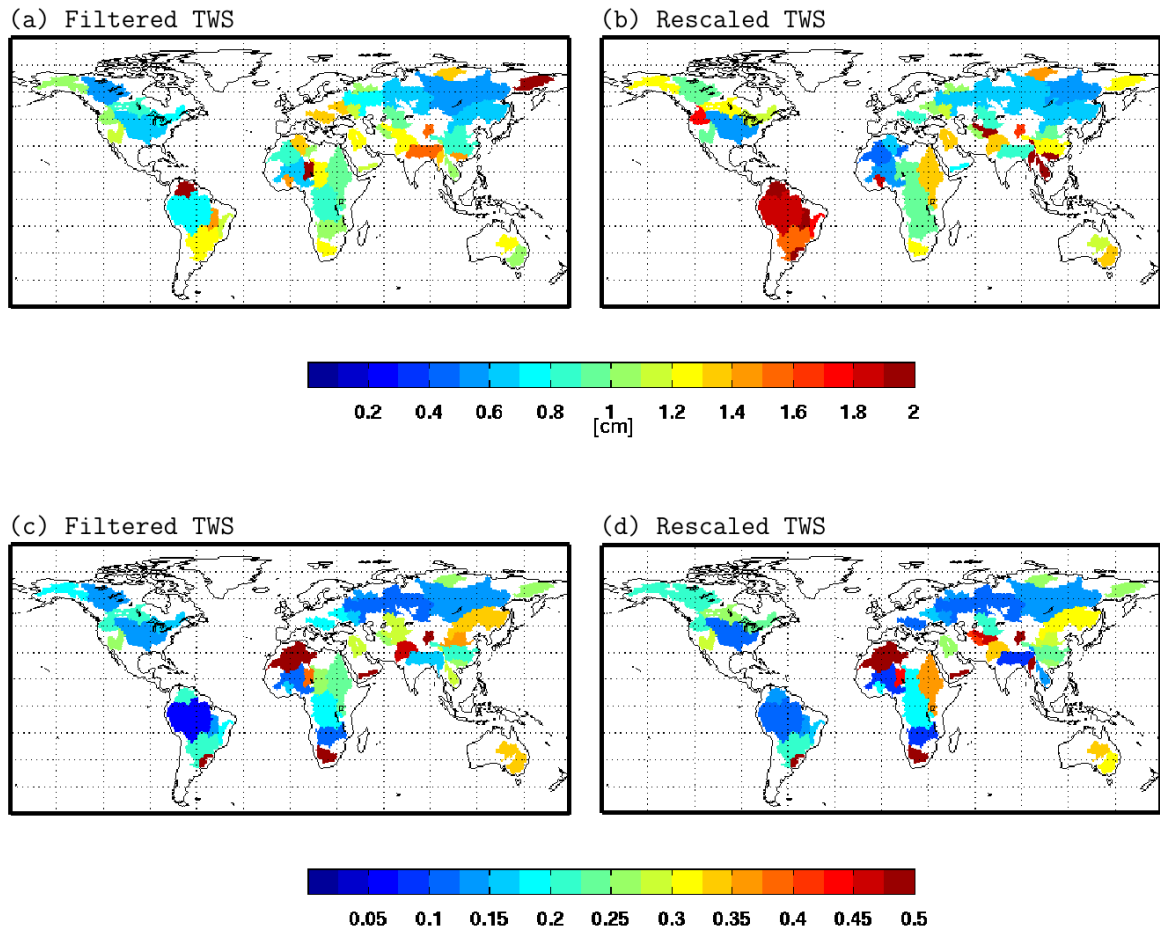 (a) Filtered TWS
(b) Rescaled TWS
0.2 0.4 0.6 0.8 1 1.2 1.4 1.6 1.8 2
[cm]
(c) Filtered TWS
(d) Rescaled TWS
0.05 0.1 0.15 0.2 0.25 0.3 0.35 0.4 0.45 0.5